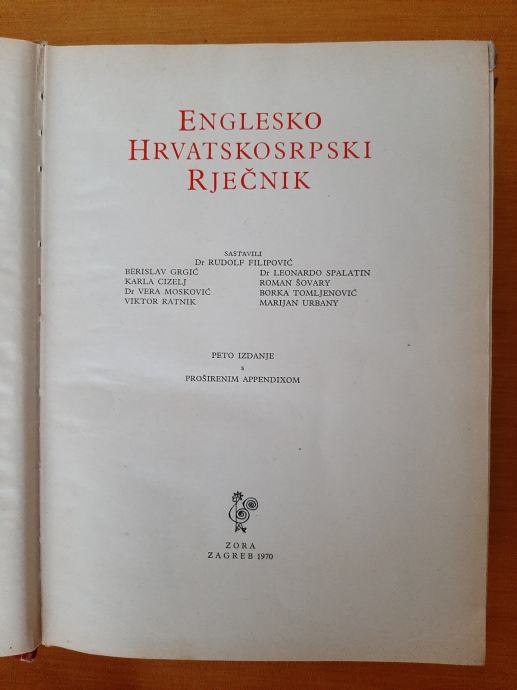 ENGLESKO
HRVATSKOSRPSKI
RJEČNIK
SASTAVILI
Dr RUDOLF FILIPOVIĆ
BERISLAV GRGIĆ
KARLA CIZELJ
Dr VERA MOSKOVIĆ
VIKTOR RATNIK
Dr LEONARDO SPALATIN
ROMAN ŠOVARY
BORKA TOMLJENOVIĆ
MARIJAN URBANY
PETO IZDANJE
s
PROŠIRENIM APPENDIXOM
ZORA
ZAGREB 1970